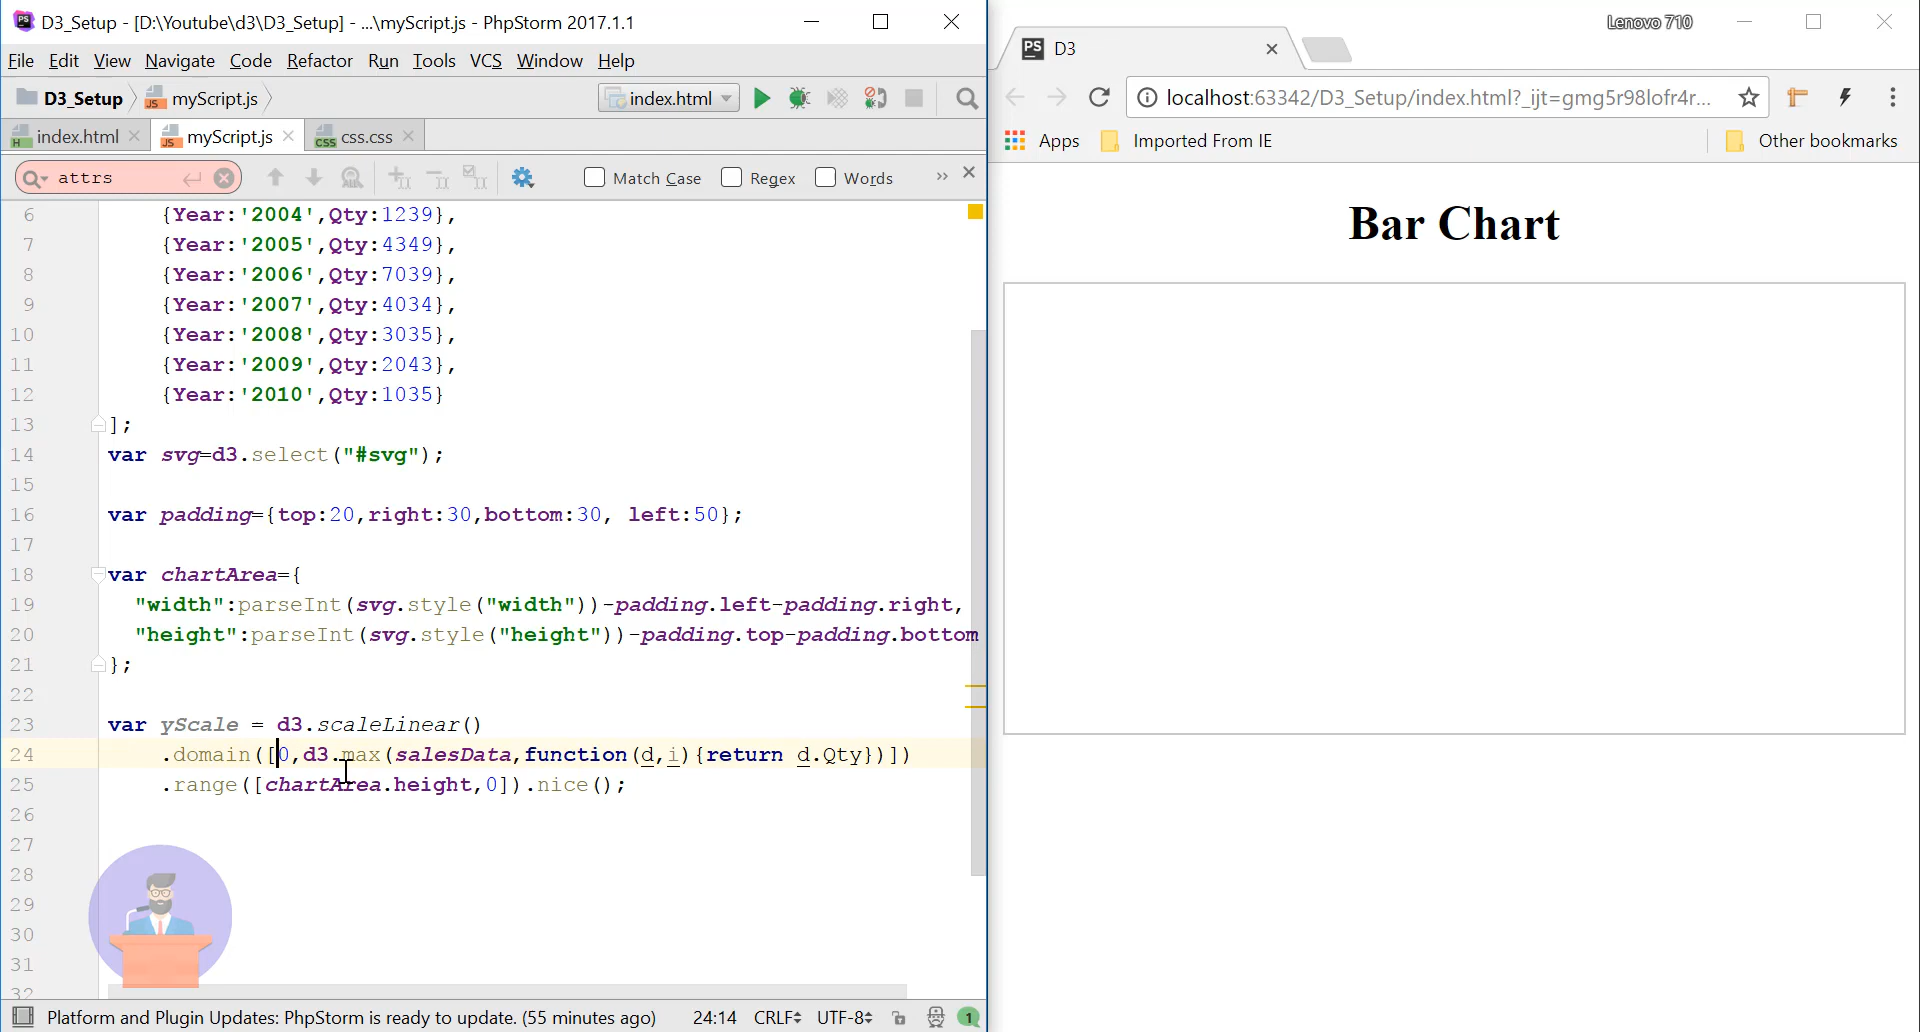 D3_Setup - [D:\Youtube\d3\D3_Setup] - ...\myScript.js - PhpStorm 2017.1.1
File Edit View Navigate Code Refactor Run Tools VCS Window Help
D3_Setup myScript.js index.html
index.html myScript.js css.css
attrs Match Case Regex Words
6 {Year:'2004',Qty:1239},
7 {Year:'2005',Qty:4349},
8 {Year:'2006',Qty:7039},
9 {Year:'2007',Qty:4034},
10 {Year:'2008',Qty:3035},
11 {Year:'2009',Qty:2043},
12 {Year:'2010',Qty:1035}
13 ];
14 var svg=d3.select("#svg");
15
16 var padding={top:20,right:30,bottom:30, left:50};
17
18 var chartArea={
19 "width":parseInt(svg.style("width"))-padding.left-padding.right,
20 "height":parseInt(svg.style("height"))-padding.top-padding.bottom
21 };
22
23 var yScale = d3.scaleLinear()
24 .domain([0,d3.max(salesData,function(d,i){return d.Qty})])
25 .range([chartArea.height,0]).nice();
26
27
28
29
30
31
32
Platform and Plugin Updates: PhpStorm is ready to update. (55 minutes ago) 24:14 CRLF UTF-8 1
Lenovo 710
PS D3
localhost:63342/D3_Setup/index.html?_ijt=gmg5r98lofr4r...
Apps Imported From IE Other bookmarks
Bar Chart